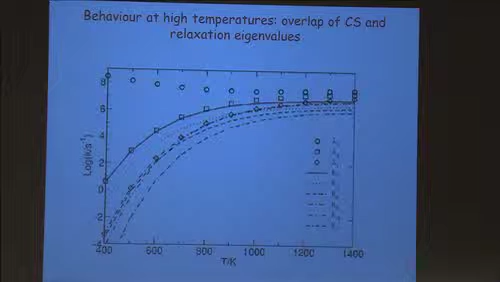 Behaviour at high temperatures: overlap of CS and
relaxation eigenvalues
8
6
4
2
0
-2
Log(k/s⁻¹)
400 600 800 1000 1200 1400
T/K